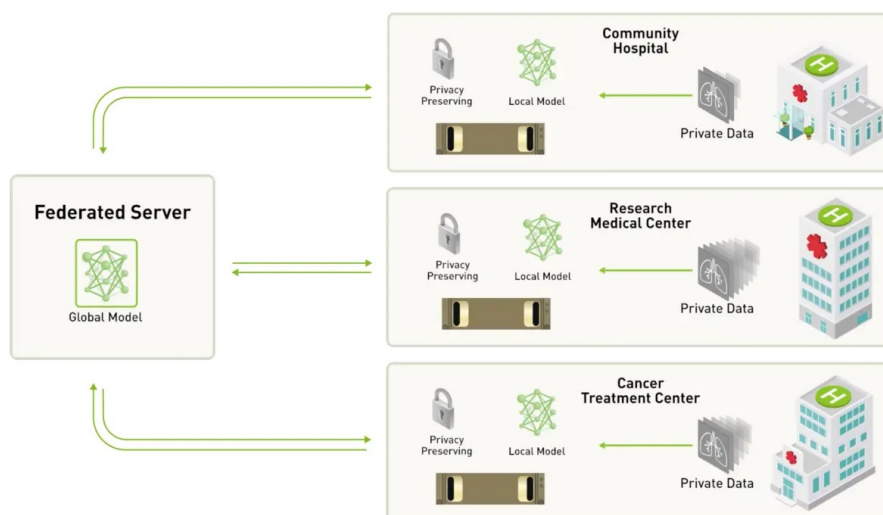 Community
Hospital
Privacy
Preserving
Local Model
Private Data
H
Federated Server
Global Model
Research
Medical Center
Privacy
Preserving
Local Model
Private Data
H
Cancer
Treatment Center
Privacy
Preserving
Local Model
Private Data
H